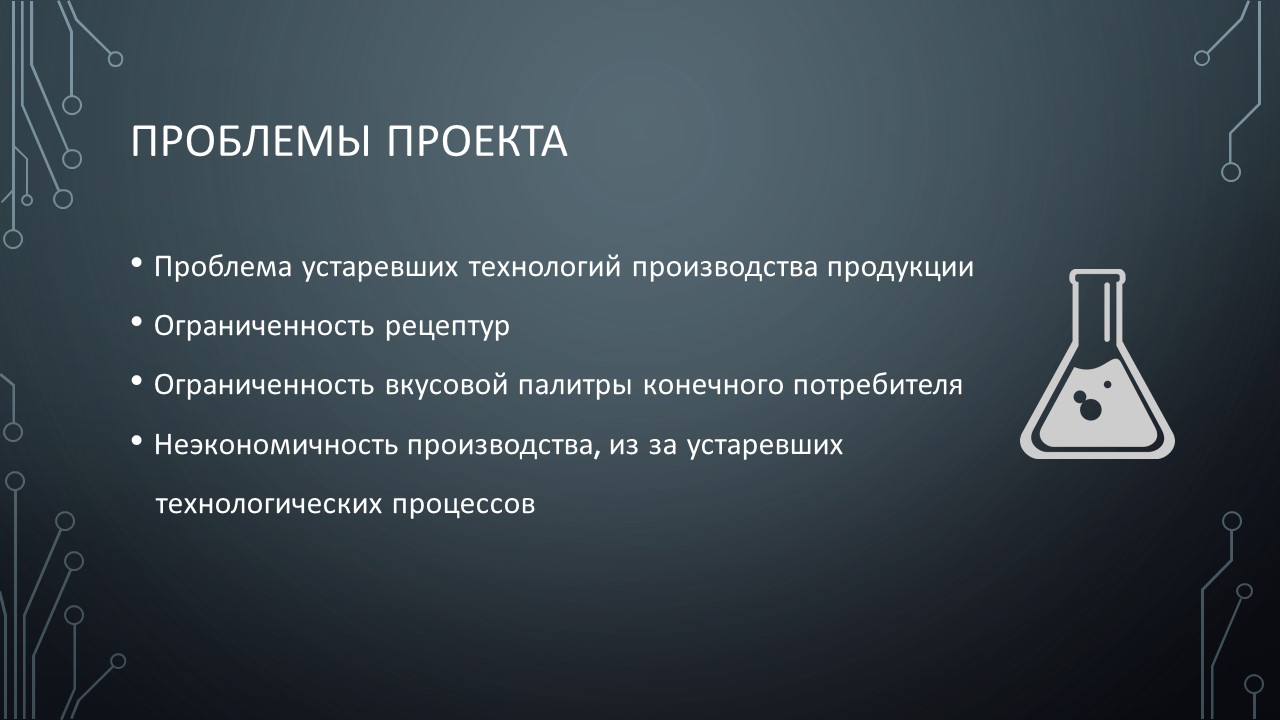 ПРОБЛЕМЫ ПРОЕКТА
• Проблема устаревших технологий производства продукции
• Ограниченность рецептур
• Ограниченность вкусовой палитры конечного потребителя
• Неэкономичность производства, из за устаревших
технологических процессов